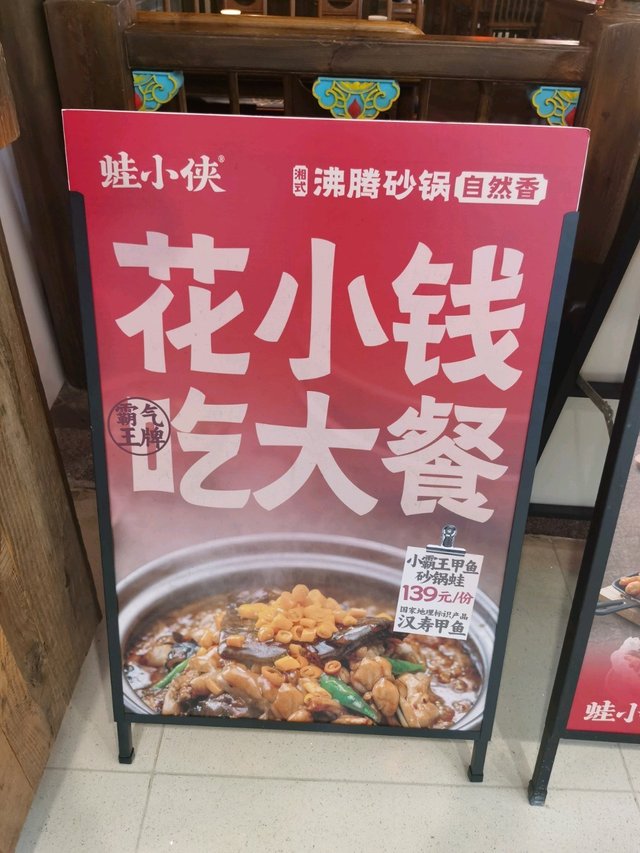 蛙小侠®
湘式 沸腾砂锅 自然香
花小钱
吃大餐
霸气
王牌
小霸王甲鱼
砂锅蛙
139元/份
国家地理标识产品
汉寿甲鱼
蛙小